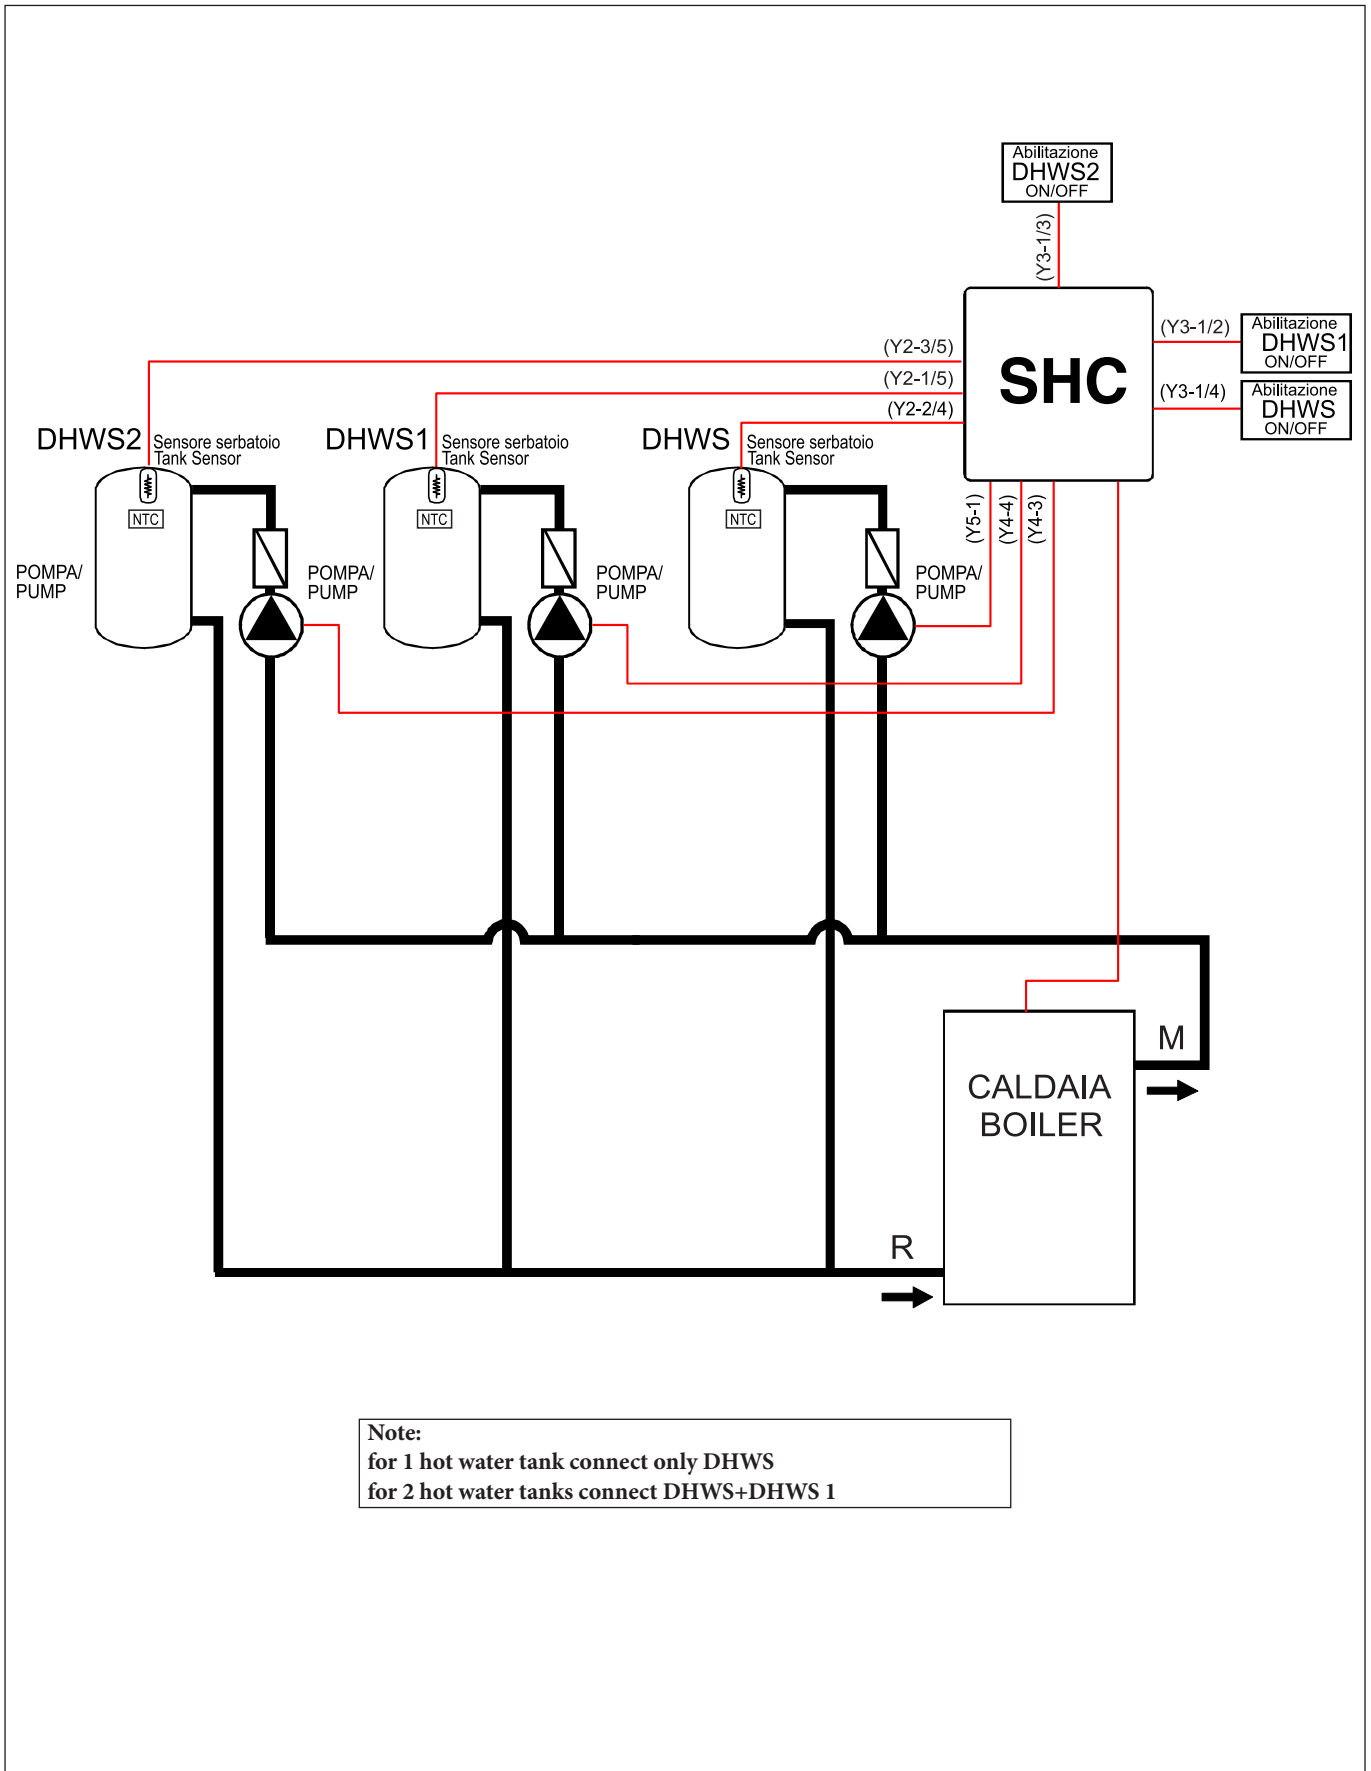 Abilitazione
DHWS2
ON/OFF
(Y3-1/3)
(Y3-1/2)
Abilitazione
DHWS1
ON/OFF
(Y2-3/5)
SHC
(Y2-1/5)
(Y3-1/4)
Abilitazione
DHWS
ON/OFF
(Y2-2/4)
DHWS2
Sensore serbatoio
Tank Sensor
DHWS1
Sensore serbatoio
Tank Sensor
DHWS
Sensore serbatoio
Tank Sensor
NTC
NTC
NTC
(Y5-1)
(Y4-4)
(Y4-3)
POMPA/
PUMP
POMPA/
PUMP
POMPA/
PUMP
POMPA/
PUMP
M
CALDAIA
BOILER
R
Note:
for 1 hot water tank connect only DHWS
for 2 hot water tanks connect DHWS+DHWS 1